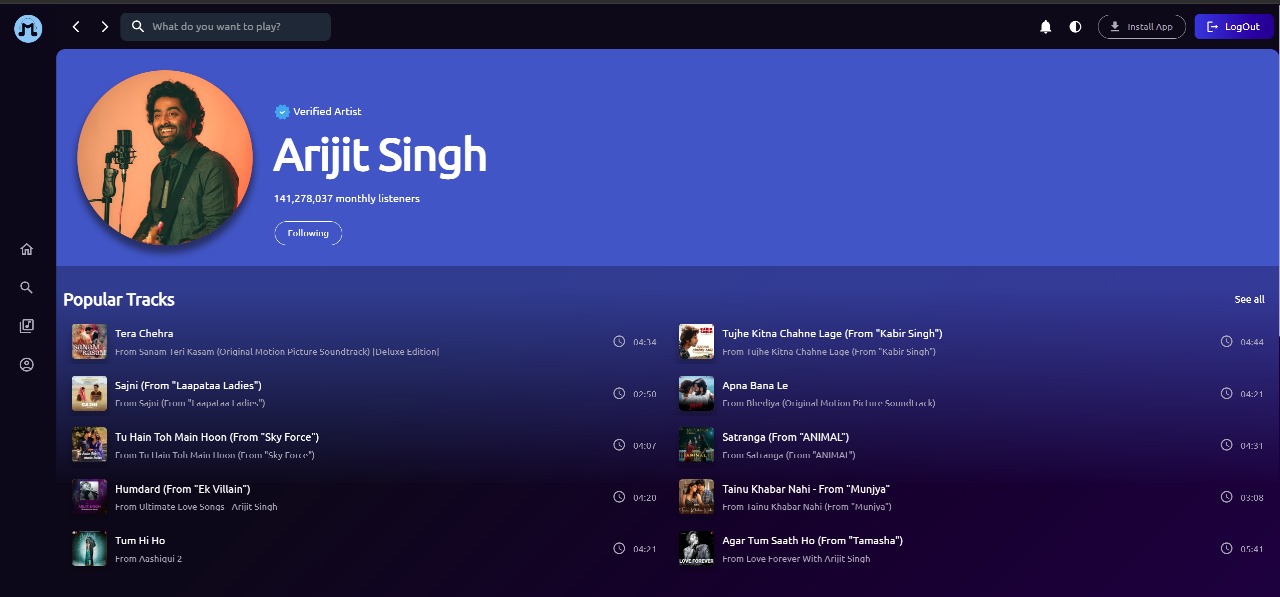 What do you want to play?
Install App
LogOut
Verified Artist
Arijit Singh
141,278,037 monthly listeners
Following
Popular Tracks
See all
Tera Chehra
From Sanam Teri Kasam (Original Motion Picture Soundtrack) [Deluxe Edition]
04:34
Sajni (From "Laapataa Ladies")
From Sajni (From "Laapataa Ladies")
02:50
Tu Hain Toh Main Hoon (From "Sky Force")
From Tu Hain Toh Main Hoon (From "Sky Force")
04:07
Humdard (From "Ek Villain")
From Ultimate Love Songs - Arijit Singh
04:20
Tum Hi Ho
From Aashiqui 2
04:21
Tujhe Kitna Chahne Lage (From "Kabir Singh")
From Tujhe Kitna Chahne Lage (From "Kabir Singh")
04:44
Apna Bana Le
From Bhediya (Original Motion Picture Soundtrack)
04:21
Satranga (From "ANIMAL")
From Satranga (From "ANIMAL")
04:31
Tainu Khabar Nahi - From "Munjya"
From Tainu Khabar Nahi (From "Munjya")
03:08
Agar Tum Saath Ho (From "Tamasha")
From Love Forever With Arijit Singh
05:41
LOVE FOREVER